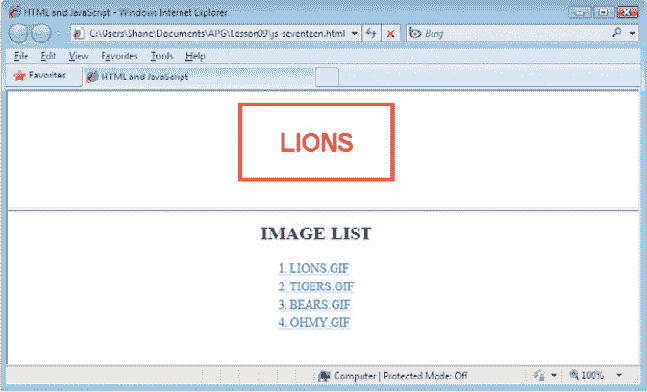 HTML and JavaScript - Windows Internet Explorer
C:\Users\Shane\Documents\APG\Lesson09\js-seventeen.html
Bing
File Edit View Favorites Tools Help
Favorites
HTML and JavaScript
LIONS
IMAGE LIST
1. LIONS.GIF
2. TIGERS.GIF
3. BEARS.GIF
4. OHMY.GIF
Computer | Protected Mode: Off
100%